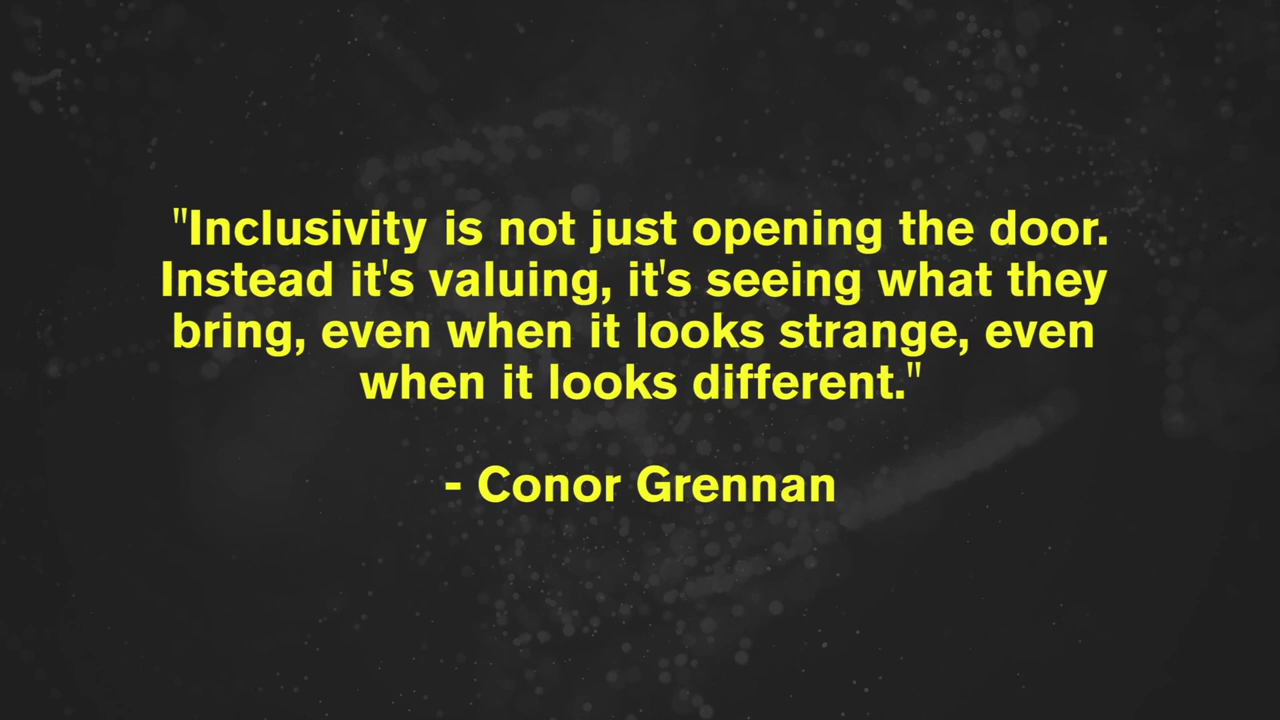 "Inclusivity is not just opening the door.
Instead it's valuing, it's seeing what they
bring, even when it looks strange, even
when it looks different."
- Conor Grennan